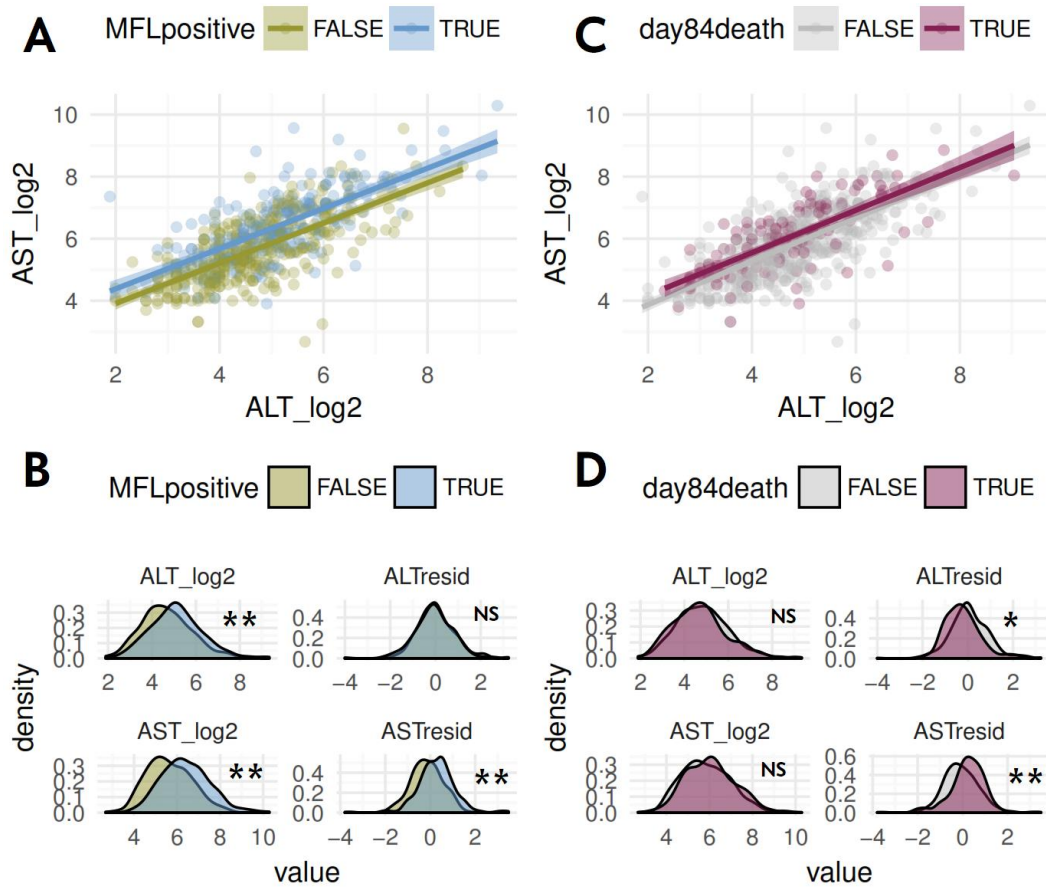 A
MFLpositive FALSE TRUE
AST_log2
10
8
6
4
2 4 6 8
ALT_log2
C
day84death FALSE TRUE
AST_log2
10
8
6
4
2 4 6 8
ALT_log2
B
MFLpositive FALSE TRUE
density
ALT_log2
0.3
0.2
0.1
0.0
**
2 4 6 8
ALTresid
0.4
0.2
0.0
NS
−4 −2 0 2
AST_log2
0.3
0.2
0.1
0.0
**
4 6 8 10
ASTresid
0.4
0.2
0.0
**
−4 −2 0 2
value
D
day84death FALSE TRUE
density
ALT_log2
0.3
0.2
0.1
0.0
NS
2 4 6 8
ALTresid
0.4
0.2
0.0
*
−4 −2 0 2
AST_log2
0.3
0.2
0.1
0.0
NS
4 6 8 10
ASTresid
0.6
0.4
0.2
0.0
**
−4 −2 0 2
value